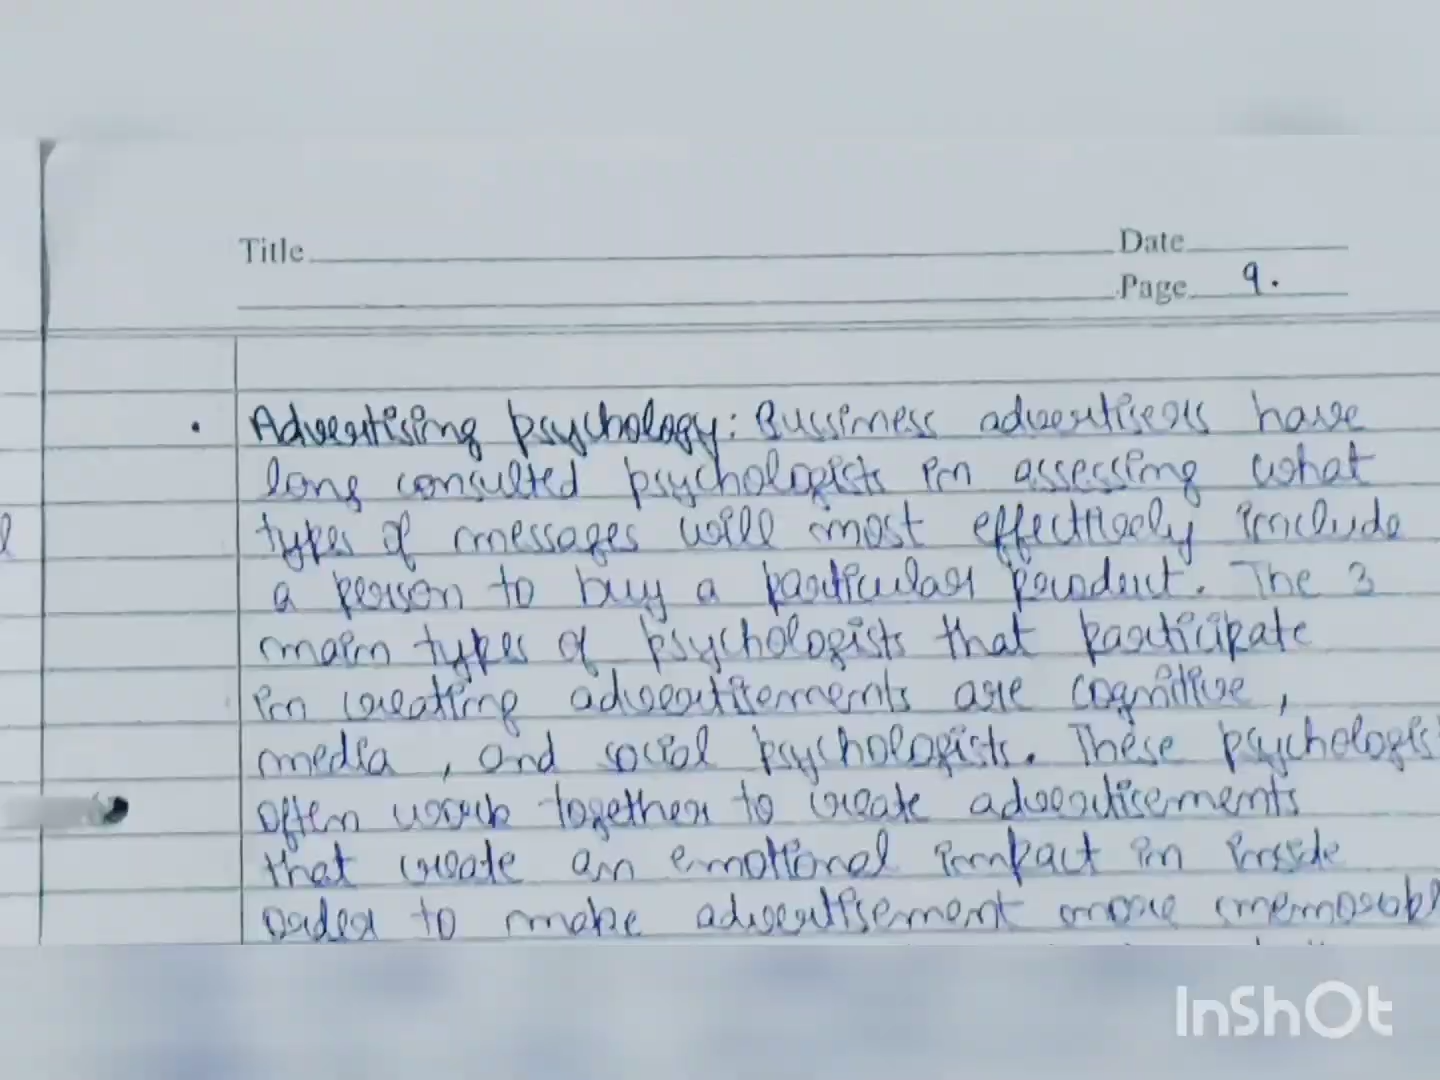 Title Date
Page 9.
• Advertising psychology: Bussiness advertisers have
long consulted psychologists in assessing what
types of messages will most effectively include
a person to buy a particular product. The 3
main types of psychologists that participate
in creating advertisements are cognitive,
media, and social psychologists. These psychologis
often work together to create advertisements
that create an emotional impact in inside
order to make advertisement more memorabl
InShOt